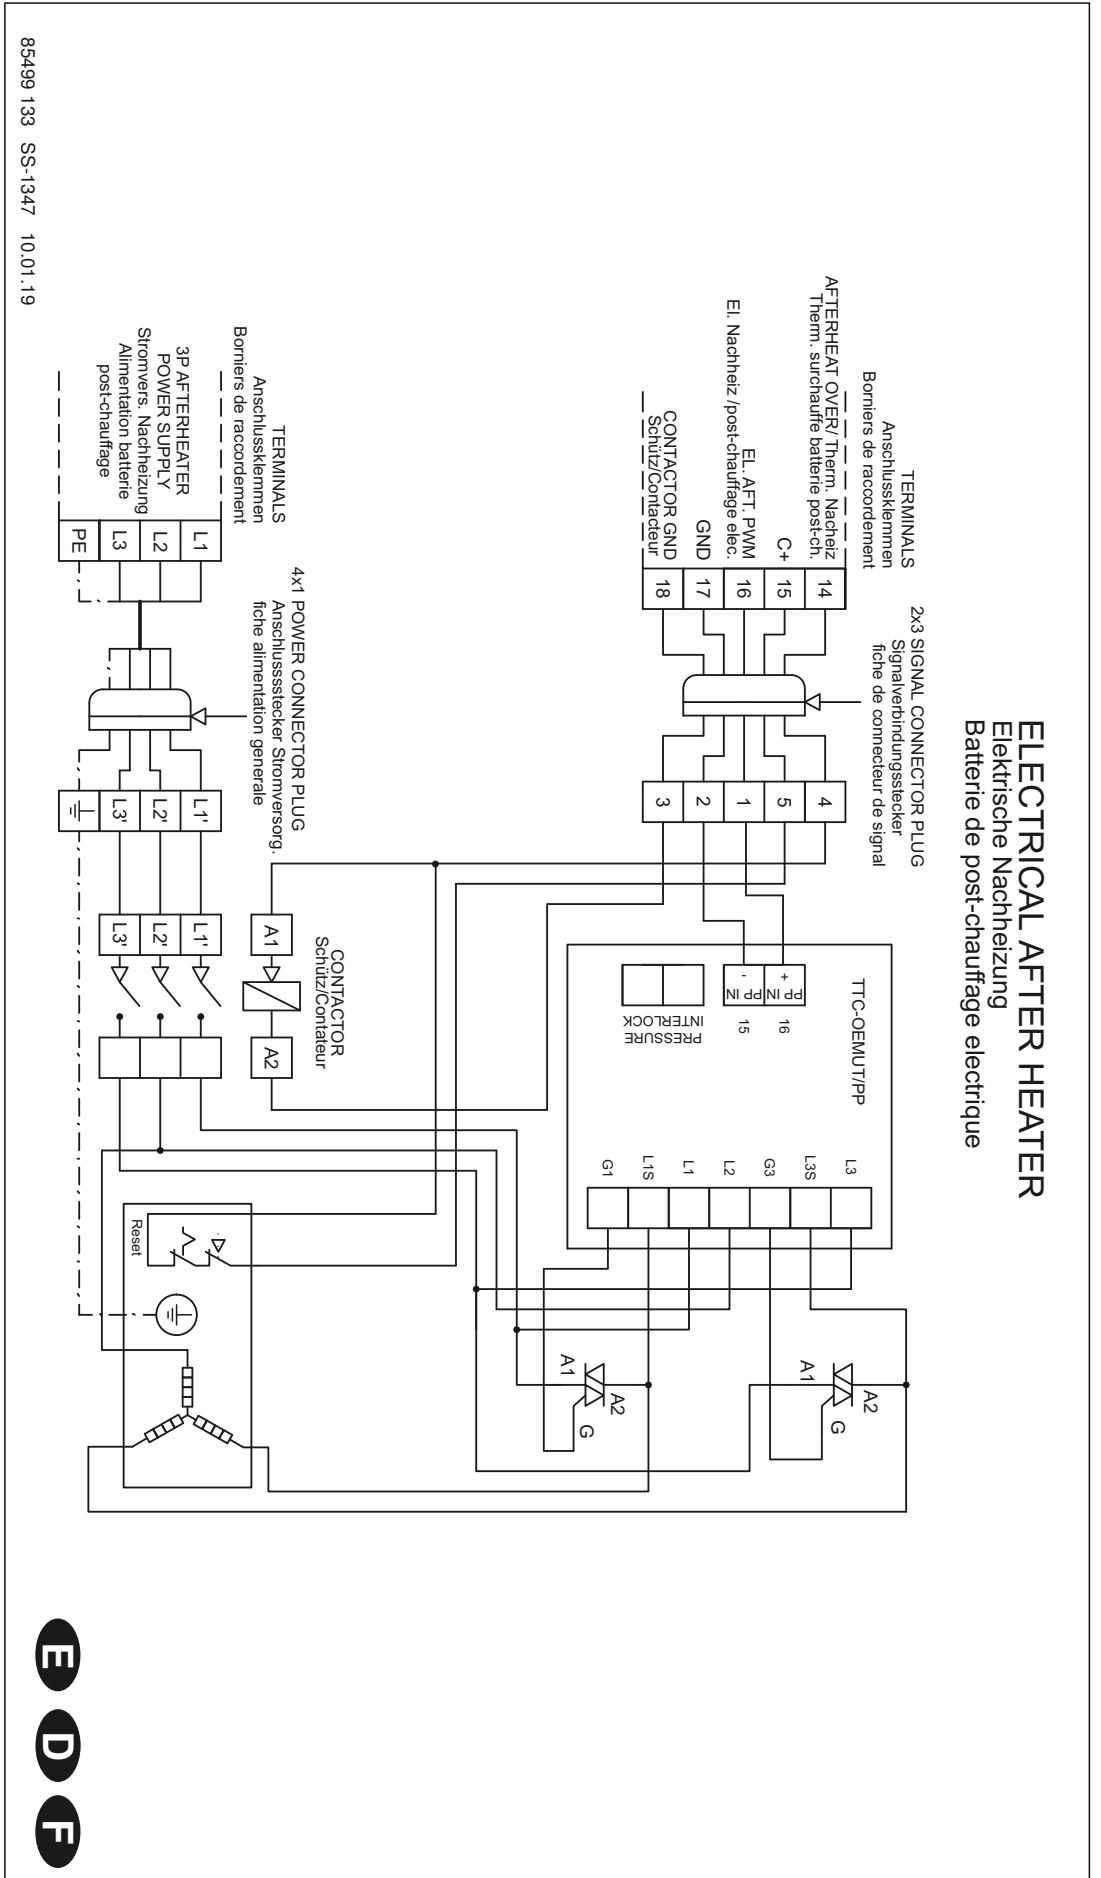 ELECTRICAL AFTER HEATER
Elektrische Nachheizung
Batterie de post-chauffage electrique
TERMINALS
Anschlussklemmen
Borniers de raccordement
2x3 SIGNAL CONNECTOR PLUG
Signalverbindungsstecker
fiche de connecteur de signal
AFTERHEAT OVER/ Therm. Nacheiz
Therm. surchauffe batterie post-ch.
C+
EL. AFT. PWM
El. Nachheiz /post-chauffage elec.
GND
CONTACTOR GND
Schütz/Contacteur
14
15
16
17
18
4
5
1
2
3
TTC-OEMUT/PP
+ PP IN
- PP IN
16
15
PRESSURE
INTERLOCK
L3
L3S
G3
L2
L1
L1S
G1
A1
A2
G
A1
A2
G
TERMINALS
Anschlussklemmen
Borniers de raccordement
3P AFTERHEATER
POWER SUPPLY
Stromvers. Nachheizung
Alimentation batterie
post-chauffage
L1
L2
L3
PE
4x1 POWER CONNECTOR PLUG
Anschlussstecker Stromversorg.
fiche alimentation generale
L1'
L2'
L3'
CONTACTOR
Schütz/Contateur
A1
A2
L1'
L2'
L3'
Reset
85499 133 SS-1347 10.01.19
E D F